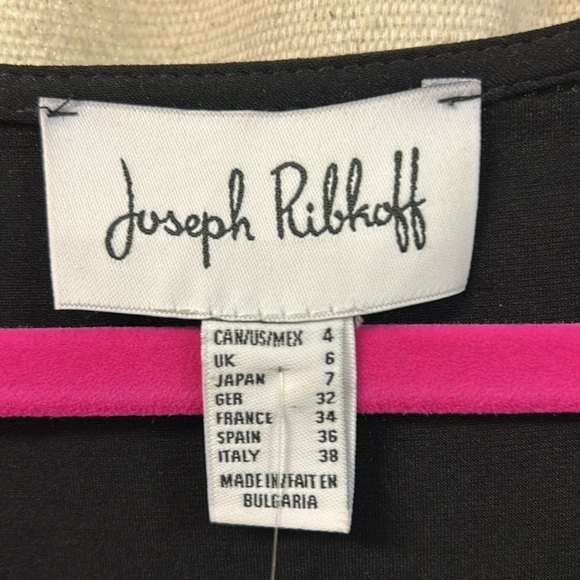 Joseph Ribkoff
CAN/US/MEX 4
UK 6
JAPAN 7
GER 32
FRANCE 34
SPAIN 36
ITALY 38
MADE IN/FAIT EN
BULGARIA